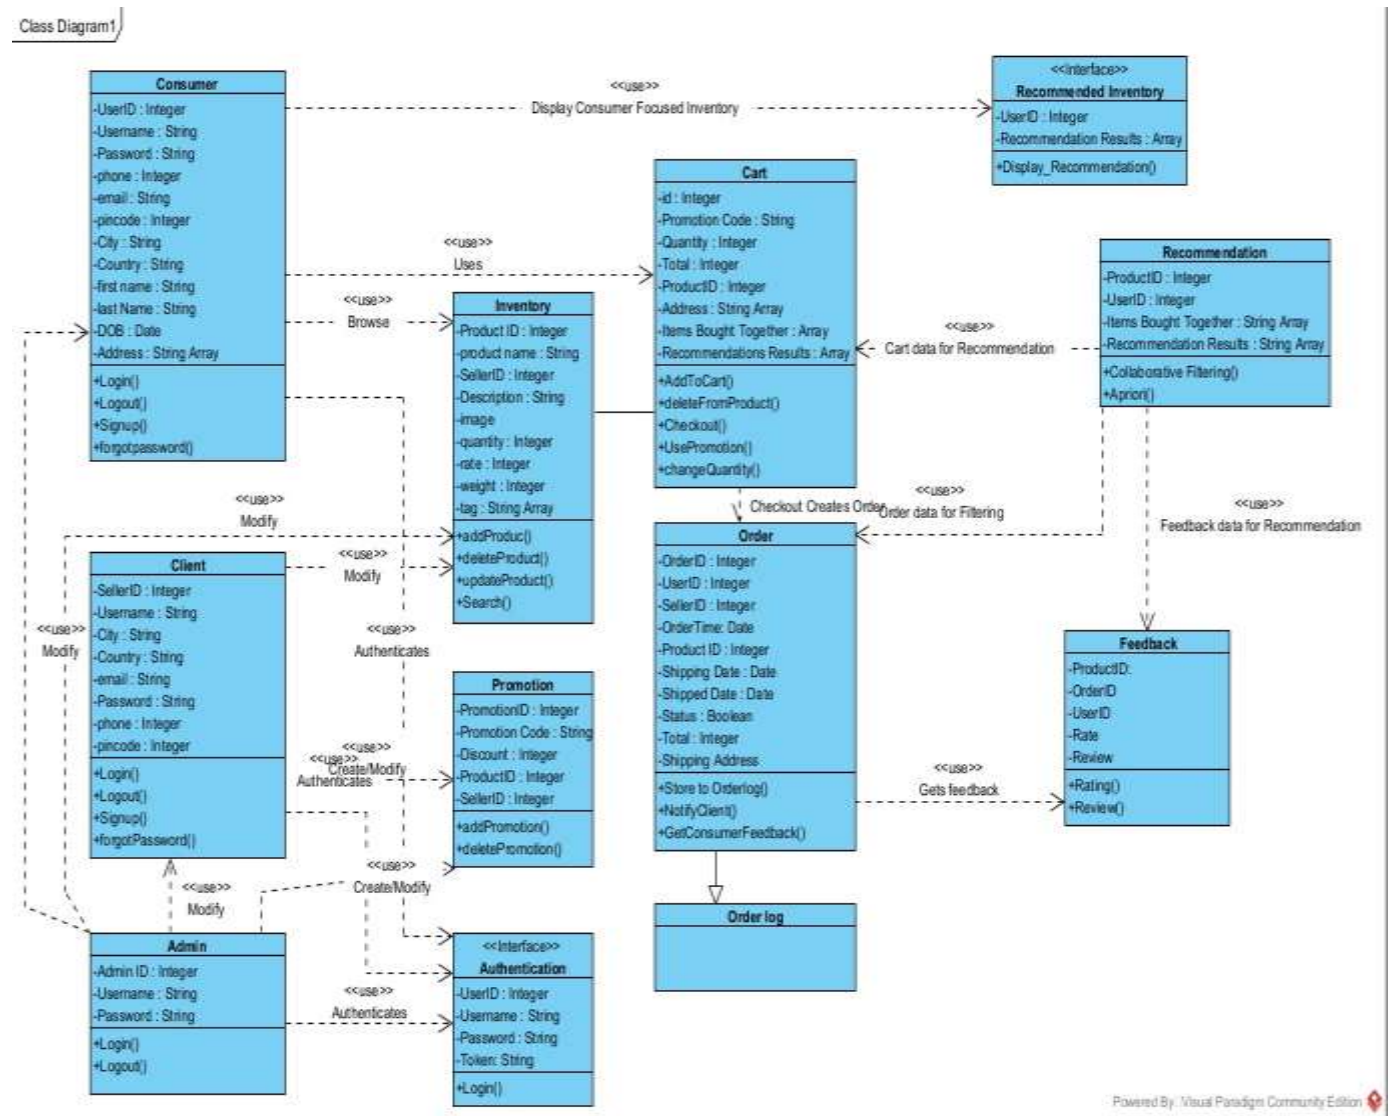 Class Diagram1
Consumer
-UserID : Integer
-Username : String
-Password : String
-phone : Integer
-email : String
-pincode : Integer
-City : String
-Country : String
-first name : String
-last Name : String
-DOB : Date
-Address : String Array
+Login()
+Logout()
+Signup()
+forgotpassword()
<<use>>
Display Consumer Focused Inventory
<<Interface>>
Recommended Inventory
-UserID : Integer
-Recommendation Results : Array
+Display_Recommendation()
<<use>>
Uses
<<use>>
Browse
Cart
-id : Integer
-Promotion Code : String
-Quantity : Integer
-Total : Integer
-ProductID : Integer
-Address : String Array
-Items Bought Together : Array
-Recommendations Results : Array
+AddToCart()
+deleteFromProduct()
+Checkout()
+UsePromotion()
+changeQuantity()
Recommendation
-ProductID : Integer
-UserID : Integer
-Items Bought Together : String Array
-Recommendation Results : String Array
+Collaborative Filtering()
+Apriori()
<<use>>
Cart data for Recommendation
Inventory
-Product ID : Integer
-product name : String
-SellerID : Integer
-Description : String
-image
-quantity : Integer
-rate : Integer
-weight : Integer
-tag : String Array
+addProduc()
+deleteProduct()
+updateProduct()
+Search()
<<use>>
Modify
<<use>>
Modify
Checkout Creates Order
<<use>>
Order data for Filtering
<<use>>
Feedback data for Recommendation
Client
-SellerID : Integer
-Username : String
-City : String
-Country : String
-email : String
-Password : String
-phone : Integer
-pincode : Integer
+Login()
+Logout()
+Signup()
+forgotPassword()
<<use>>
Modify
<<use>>
Authenticates
Order
-OrderID : Integer
-UserID : Integer
-SellerID : Integer
-OrderTime: Date
-Product ID : Integer
-Shipping Date : Date
-Shipped Date : Date
-Status : Boolean
-Total : Integer
-Shipping Address
+Store to Orderlog()
+NotifyClient()
+GetConsumerFeedback()
Feedback
-ProductID:
-OrderID
-UserID
-Rate
-Review
+Rating()
+Review()
<<use>>
Gets feedback
Promotion
-PromotionID : Integer
-Promotion Code : String
-Discount : Integer
-ProductID : Integer
-SellerID : Integer
+addPromotion()
+deletePromotion()
<<use>>
Create/Modify
<<use>>
Authenticates
<<use>>
Create/Modify
<<use>>
Modify
Order log
Admin
-Admin ID : Integer
-Username : String
-Password : String
+Login()
+Logout()
<<use>>
Authenticates
<<Interface>>
Authentication
-UserID : Integer
-Username : String
-Password : String
-Token: String
+Login()
Powered By Visual Paradigm Community Edition